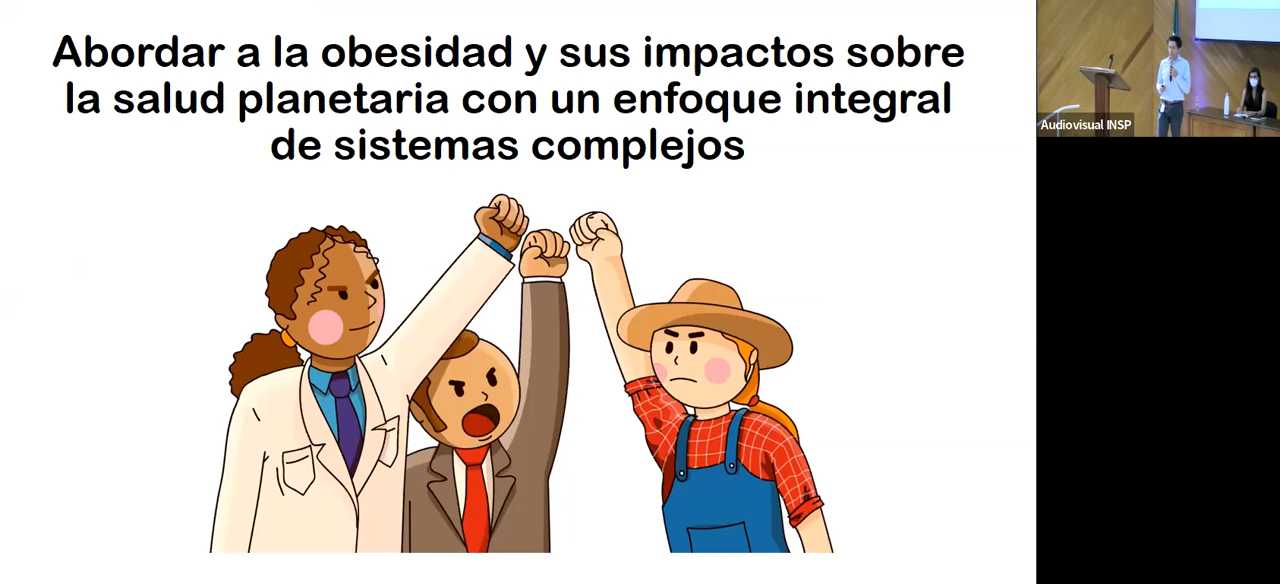 Abordar a la obesidad y sus impactos sobre
la salud planetaria con un enfoque integral
de sistemas complejos
Audiovisual INSP